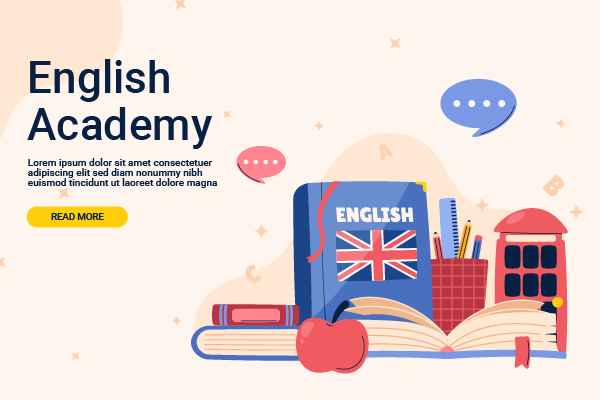 English
Academy
Lorem ipsum dolor sit amet consectetuer
adipiscing elit sed diam nonummy nibh
euismod tincidunt ut laoreet dolore magna
READ MORE
ENGLISH
A
B
C